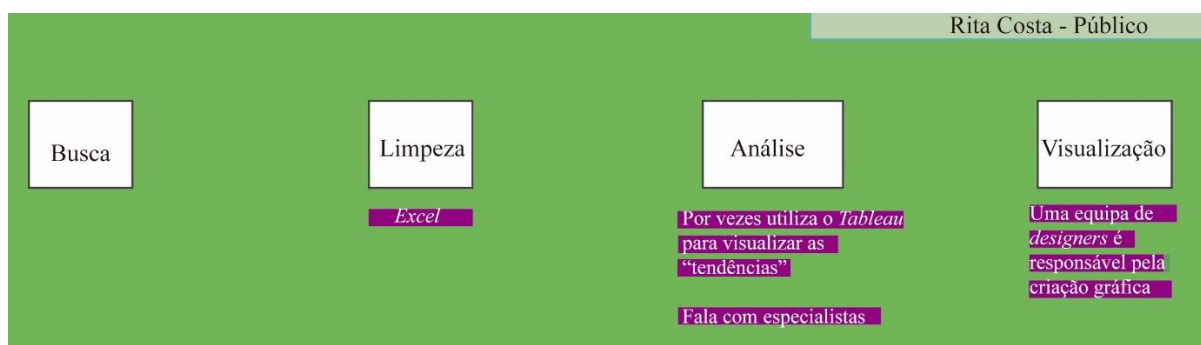 Rita Costa - Público
Busca
Limpeza
Análise
Visualização
Excel
Por vezes utiliza o Tableau
para visualizar as
“tendências”
Fala com especialistas
Uma equipa de
designers é
responsável pela
criação gráfica